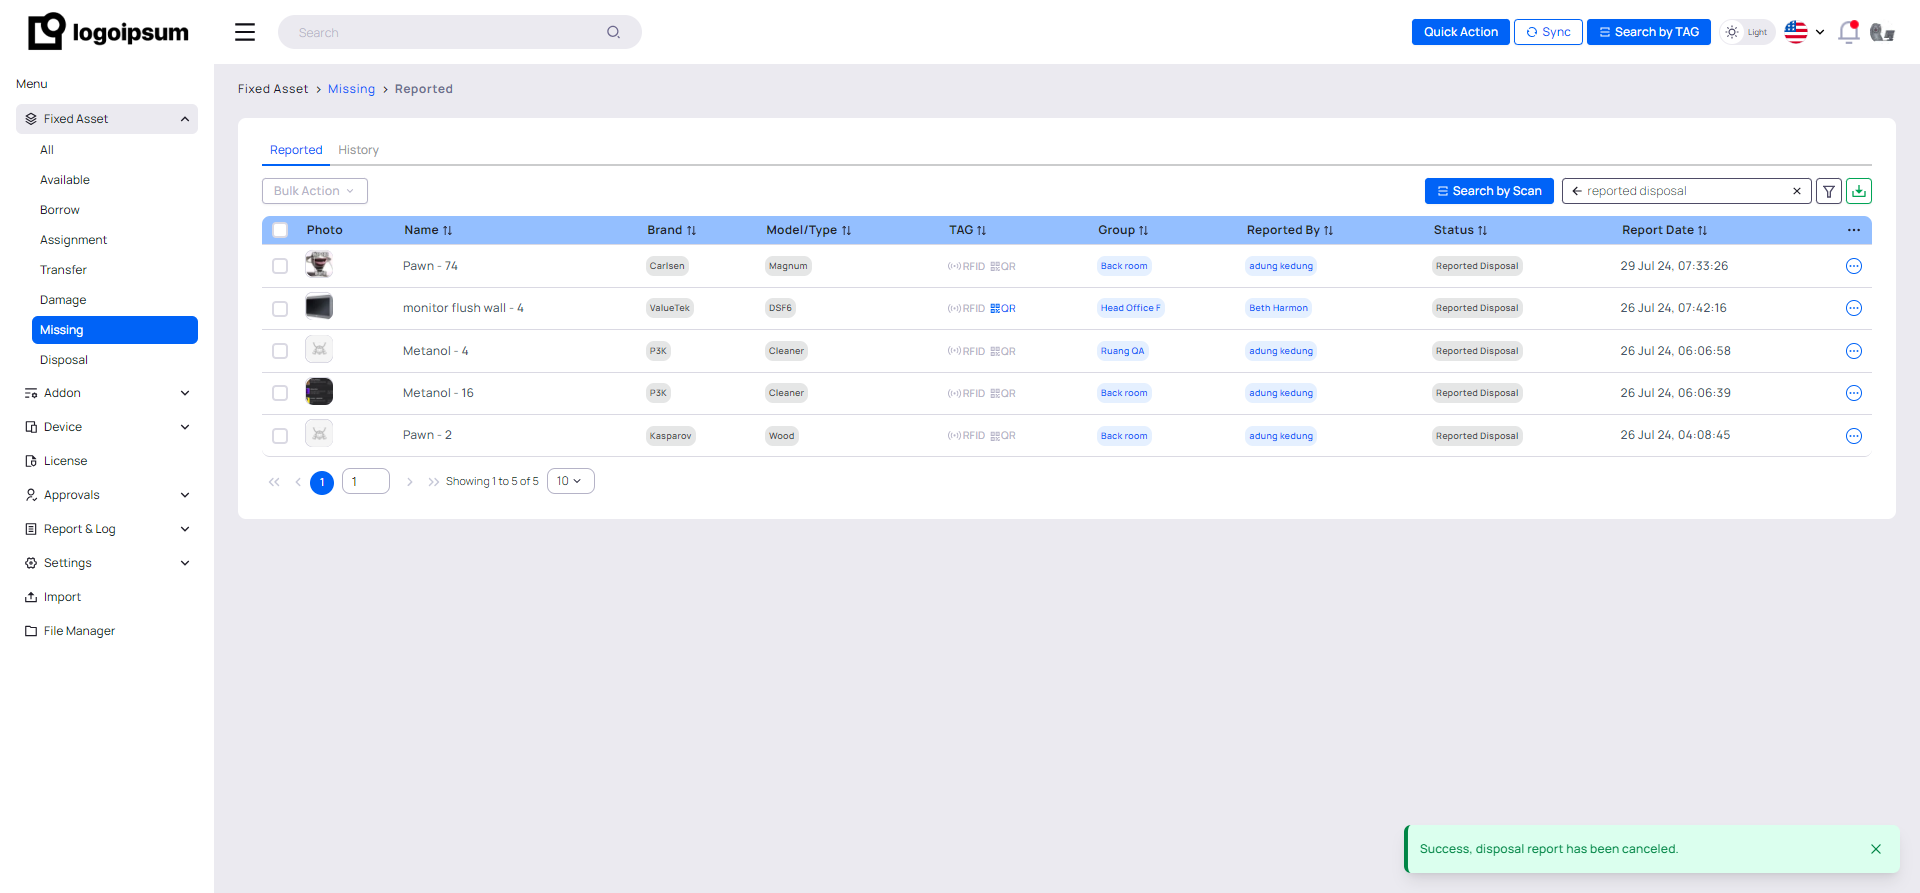 logoipsum
Search
Quick Action
Sync
Search by TAG
Light
Menu
Fixed Asset
All
Available
Borrow
Assignment
Transfer
Damage
Missing
Disposal
Addon
Device
License
Approvals
Report & Log
Settings
Import
File Manager
Fixed Asset > Missing > Reported
Reported History
Bulk Action
Search by Scan
reported disposal
Photo Name Brand Model/Type TAG Group Reported By Status Report Date
Pawn - 74 Carlsen Magnum RFID QR Back room adung kedung Reported Disposal 29 Jul 24, 07:33:26
monitor flush wall - 4 ValueTek DSF6 RFID QR Head Office F Beth Harmon Reported Disposal 26 Jul 24, 07:42:16
Metanol - 4 P3K Cleaner RFID QR Ruang QA adung kedung Reported Disposal 26 Jul 24, 06:06:58
Metanol - 16 P3K Cleaner RFID QR Back room adung kedung Reported Disposal 26 Jul 24, 06:06:39
Pawn - 2 Kasparov Wood RFID QR Back room adung kedung Reported Disposal 26 Jul 24, 04:08:45
1 1 Showing 1 to 5 of 5 10
Success, disposal report has been canceled.